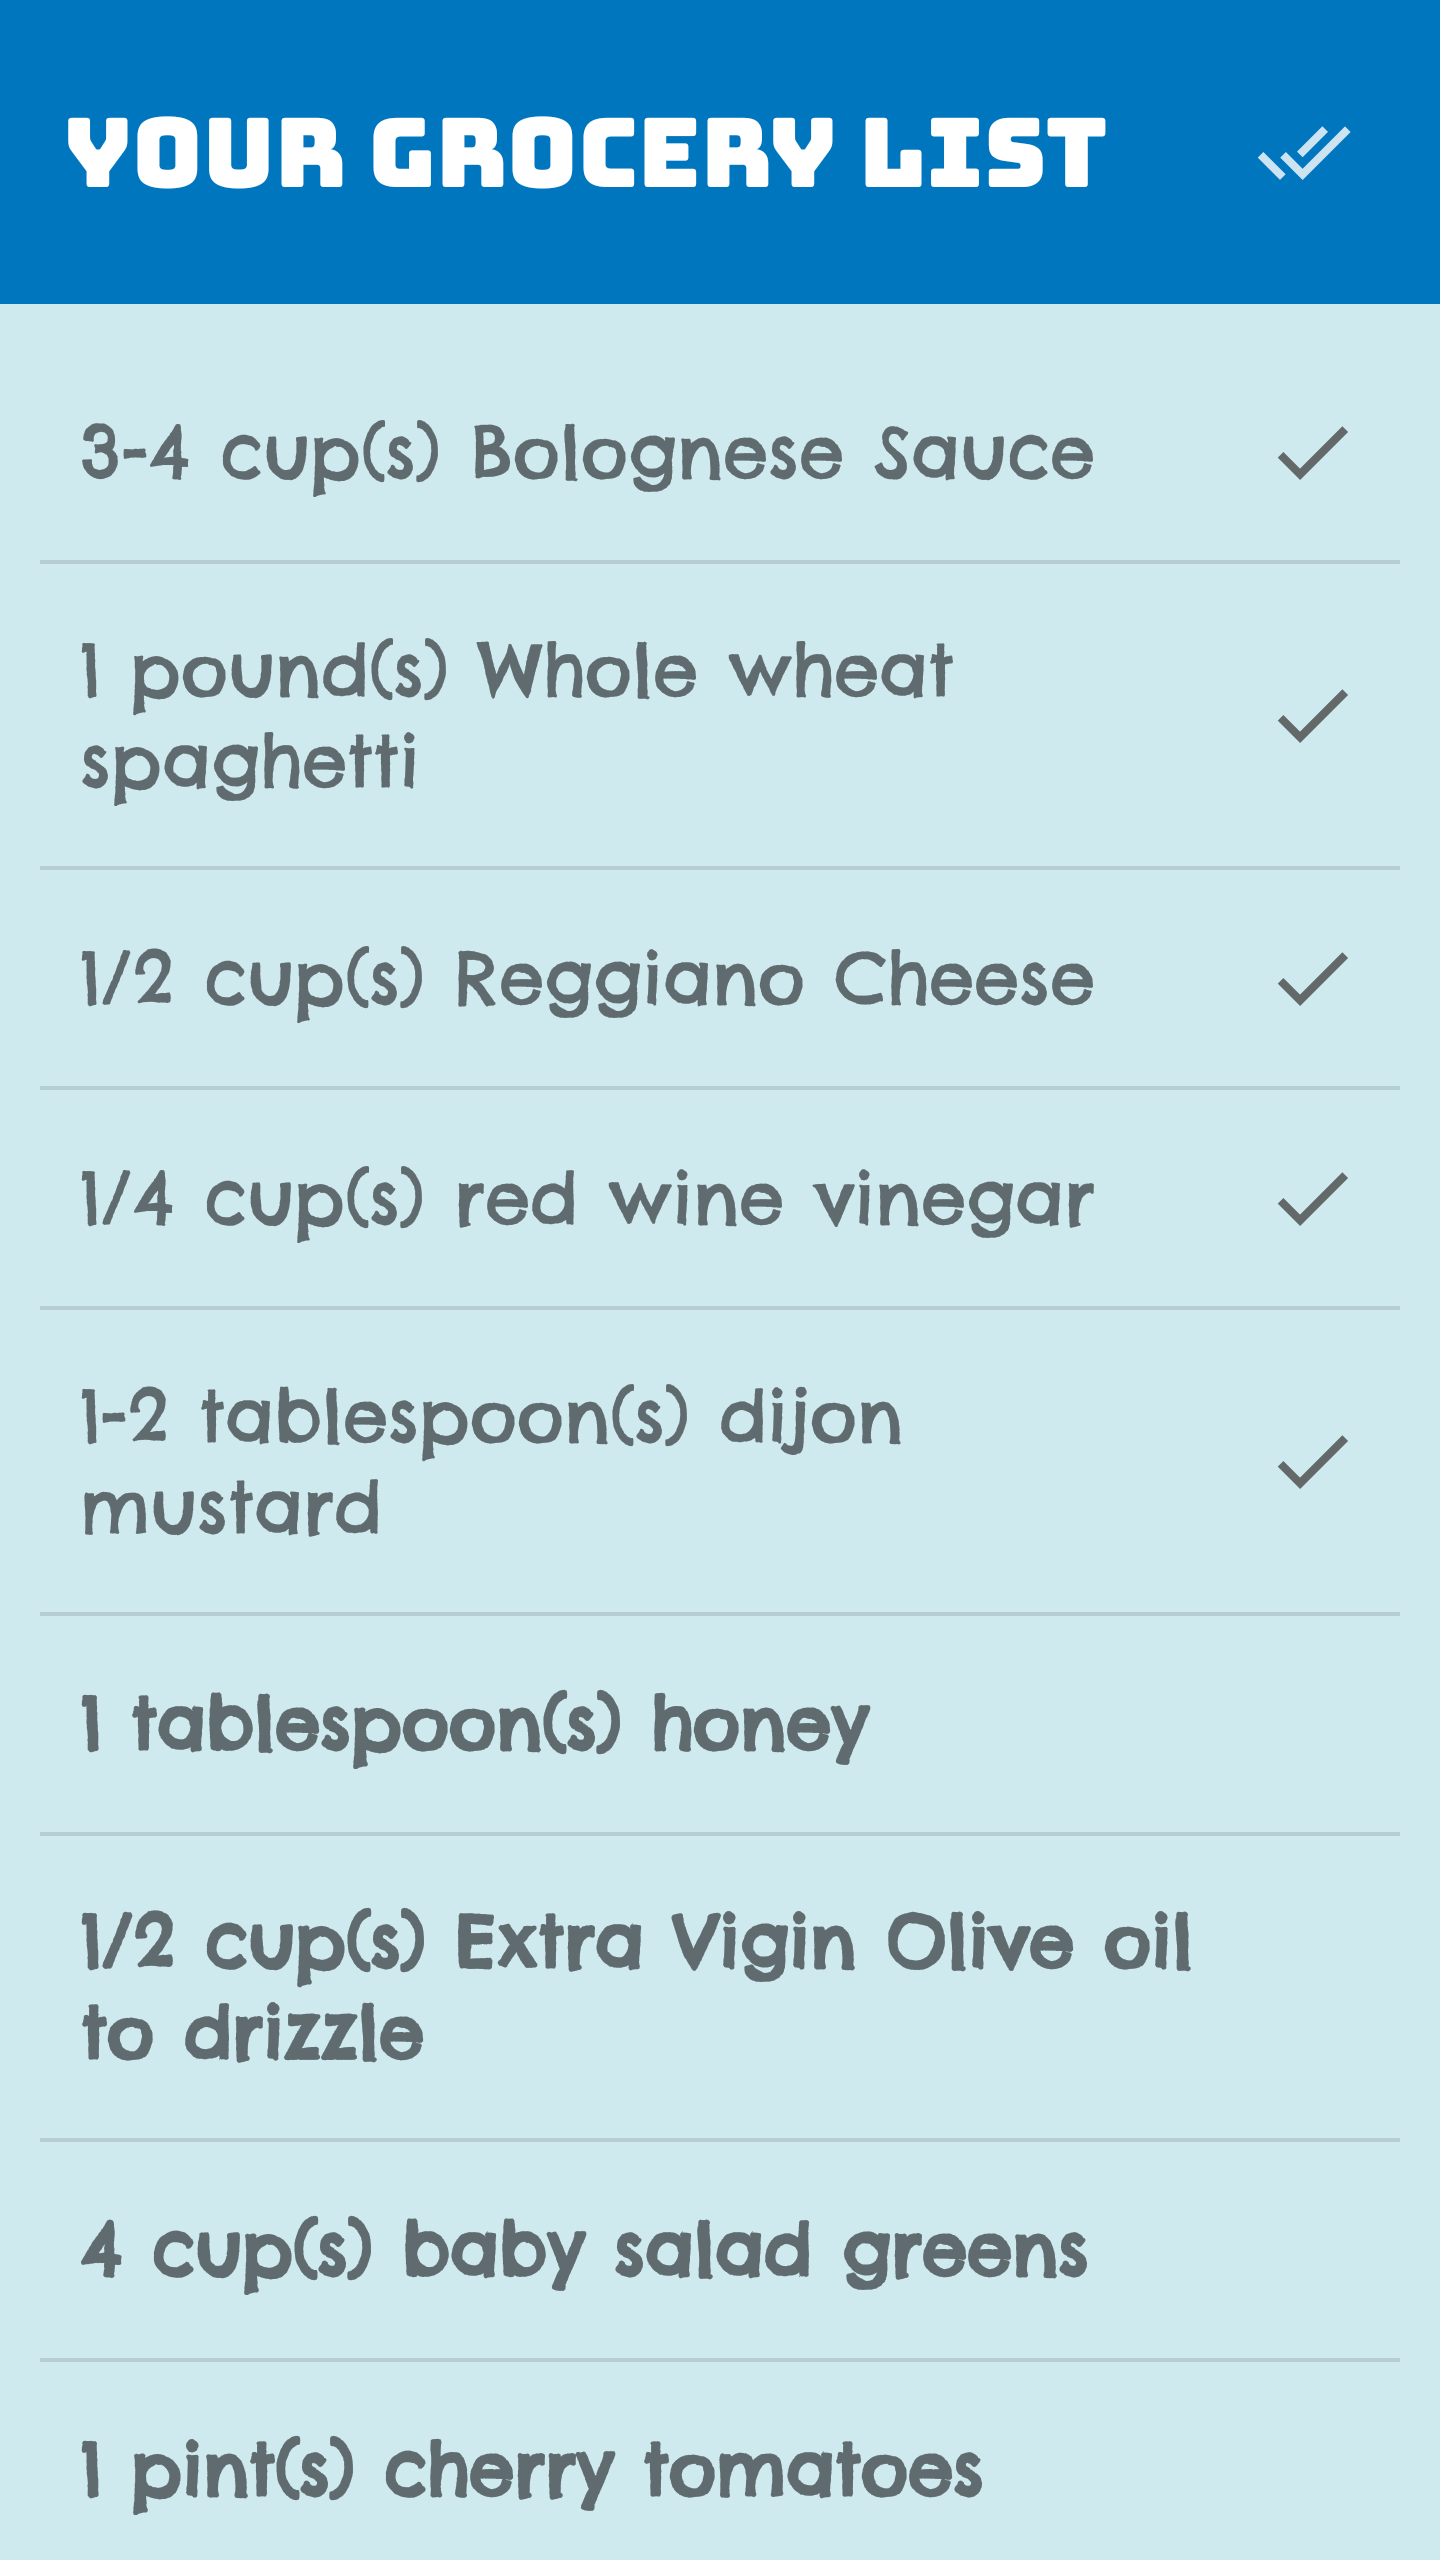 YOUR GROCERY LIST
3-4 cup(s) Bolognese Sauce
1 pound(s) Whole wheat
spaghetti
1/2 cup(s) Reggiano Cheese
1/4 cup(s) red wine vinegar
1-2 tablespoon(s) dijon
mustard
1 tablespoon(s) honey
1/2 cup(s) Extra Vigin Olive oil
to drizzle
4 cup(s) baby salad greens
1 pint(s) cherry tomatoes